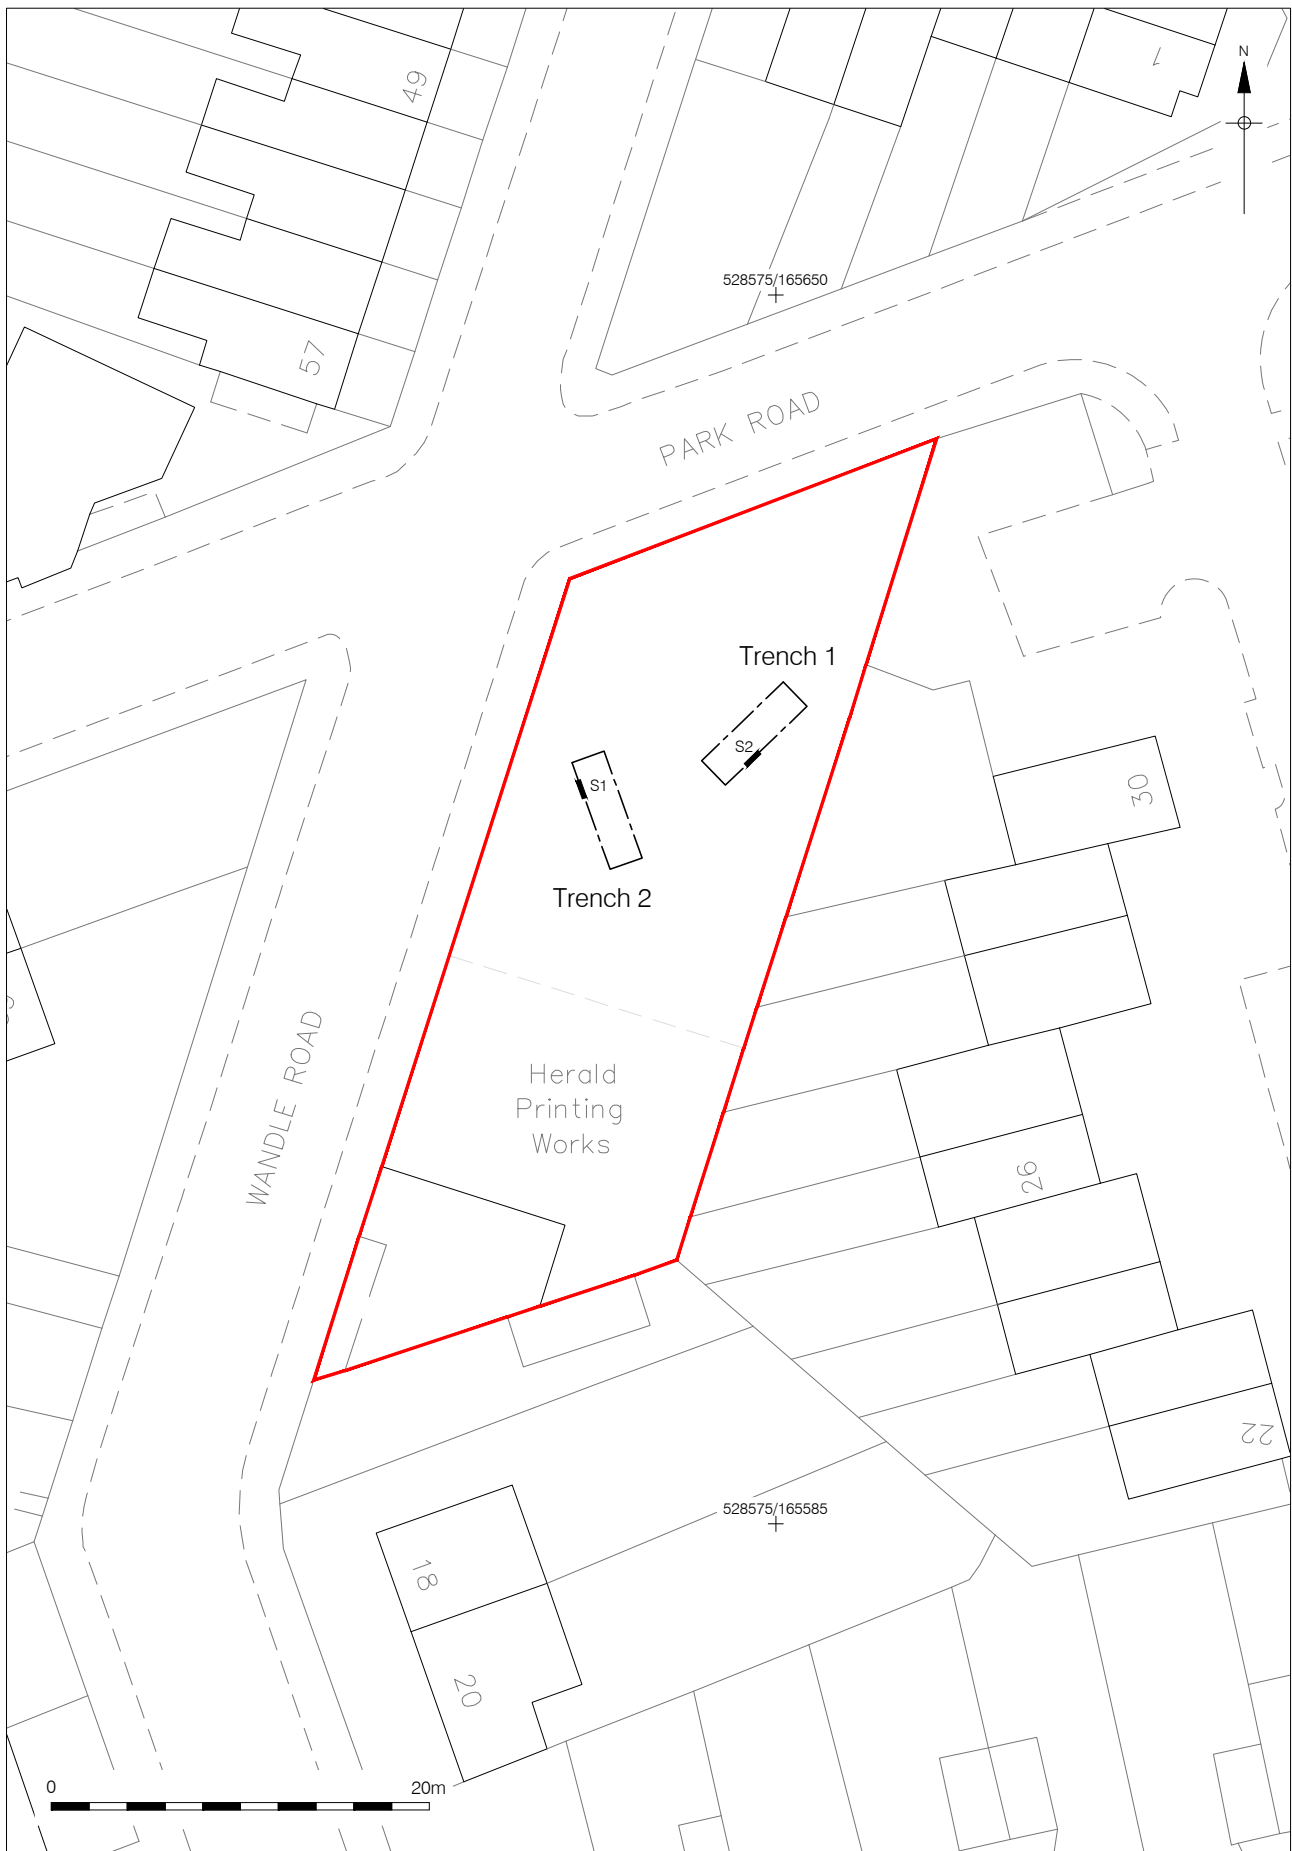 49
1
N
528575/165650
57
PARK ROAD
Trench 1
S2
S1
30
Trench 2
WANDLE ROAD
Herald
Printing
Works
26
22
528575/165585
18
20
0 20m